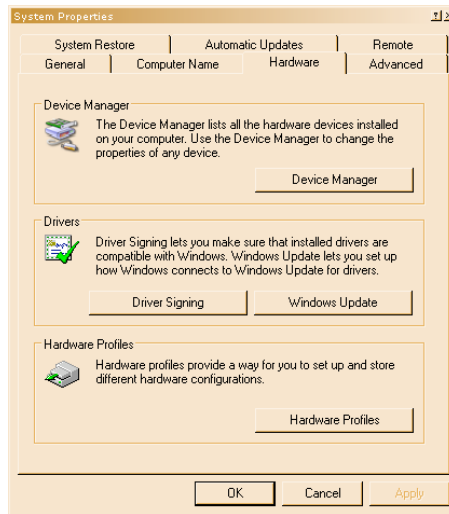 System Properties
System Restore Automatic Updates Remote
General Computer Name Hardware Advanced
Device Manager
The Device Manager lists all the hardware devices installed
on your computer. Use the Device Manager to change the
properties of any device.
Device Manager
Drivers
Driver Signing lets you make sure that installed drivers are
compatible with Windows. Windows Update lets you set up
how Windows connects to Windows Update for drivers.
Driver Signing Windows Update
Hardware Profiles
Hardware profiles provide a way for you to set up and store
different hardware configurations.
Hardware Profiles
OK Cancel Apply